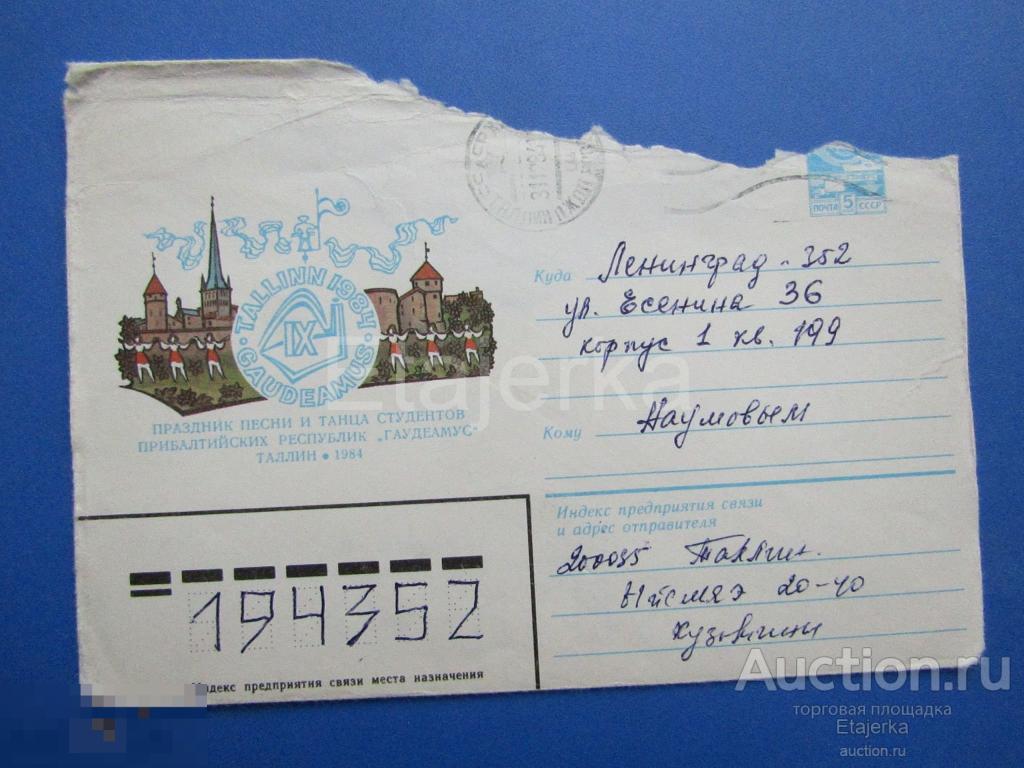 ПОЧТА 5 СССР
ТАЛЛИН
TALLINN 1984
IX
GAUDEAMUS
ПРАЗДНИК ПЕСНИ И ТАНЦА СТУДЕНТОВ
ПРИБАЛТИЙСКИХ РЕСПУБЛИК „ГАУДЕАМУС"
ТАЛЛИН • 1984
Куда Ленинград - 352
ул. Есенина 36
корпус 1 кв. 199
Кому Наумовым
Индекс предприятия связи
и адрес отправителя
Таллин.
20-40
194352
Индекс предприятия связи места назначения
Etajerka
Auction.ru
торговая площадка
Etajerka
auction.ru